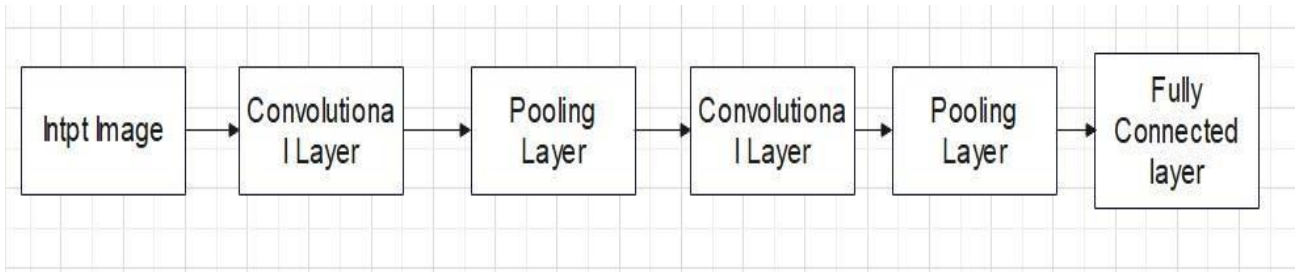 Intpt Image
Convolutiona
l Layer
Pooling
Layer
Convolutiona
l Layer
Pooling
Layer
Fully
Connected
layer